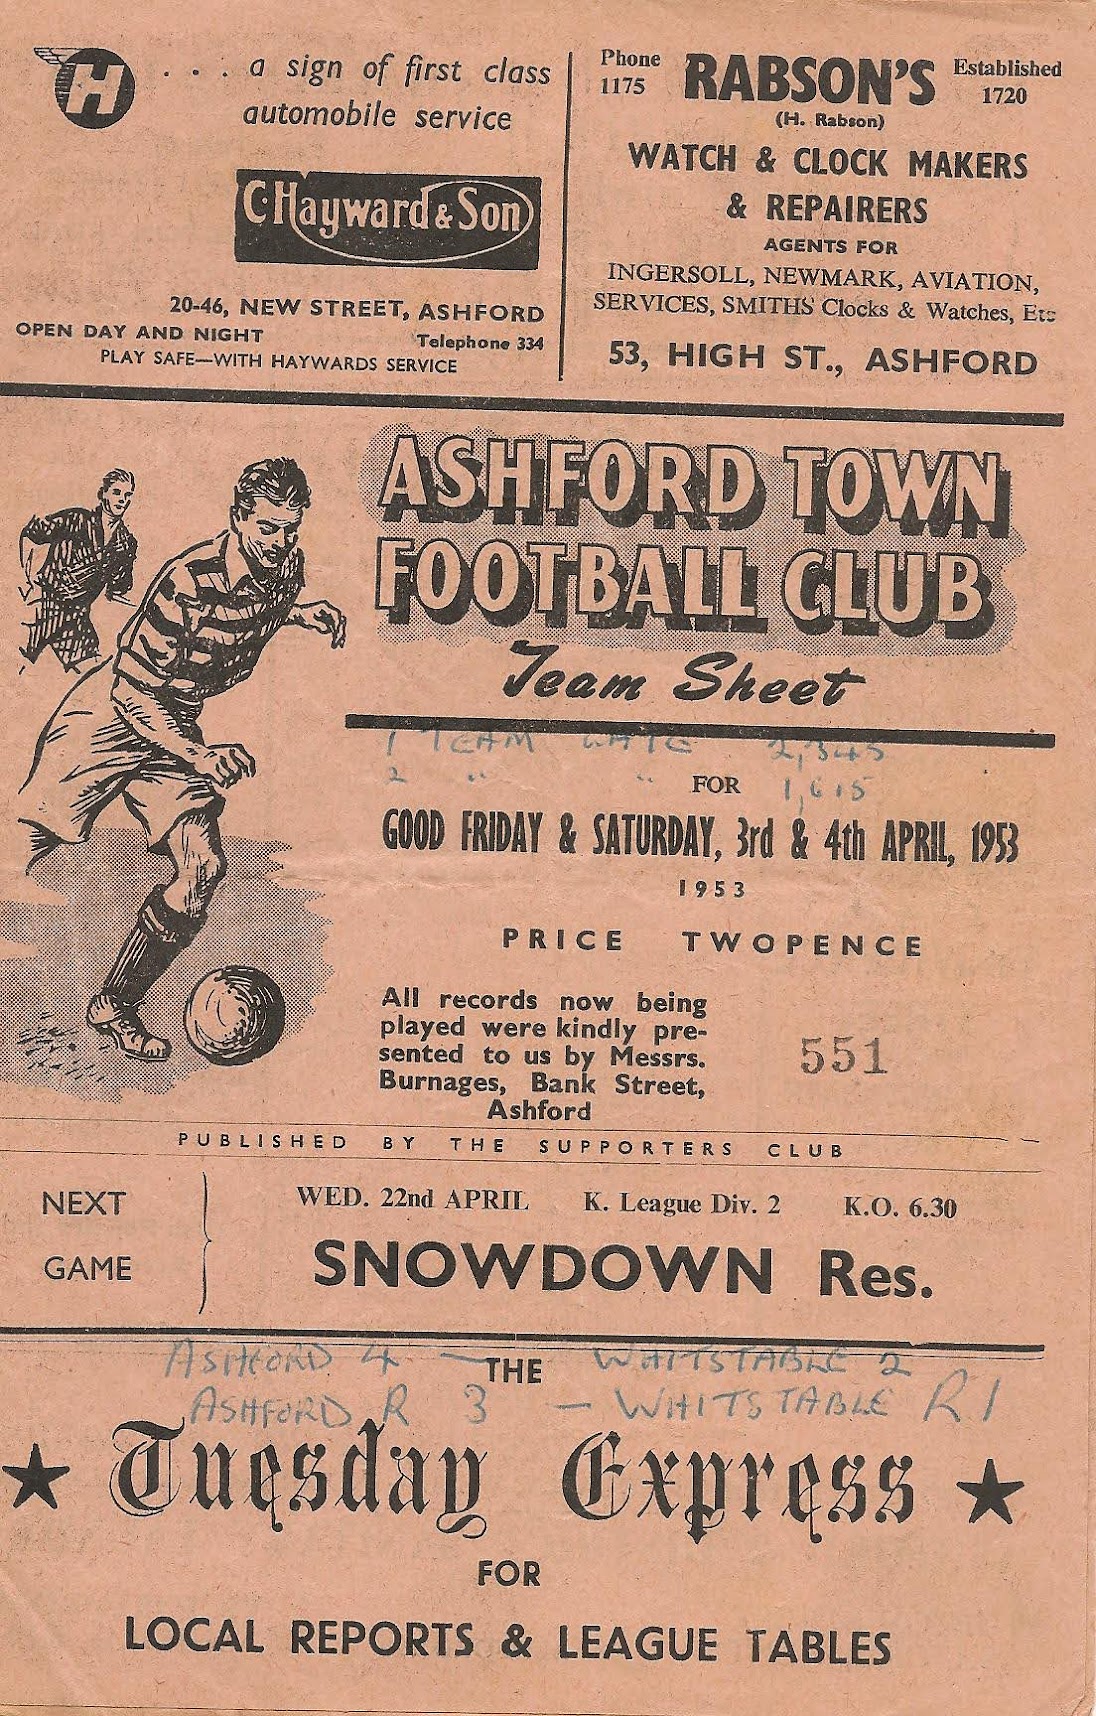 H
. . . a sign of first class
automobile service
C. Hayward & Son
20-46, NEW STREET, ASHFORD
OPEN DAY AND NIGHT Telephone 334
PLAY SAFE—WITH HAYWARDS SERVICE
Phone 1175 RABSON'S Established 1720
(H. Rabson)
WATCH & CLOCK MAKERS
& REPAIRERS
AGENTS FOR
INGERSOLL, NEWMARK, AVIATION,
SERVICES, SMITHS Clocks & Watches, Etc
53, HIGH ST., ASHFORD
ASHFORD TOWN
FOOTBALL CLUB
Team Sheet
1 TEAM GATE 2,345
2 " " 1,615
FOR
GOOD FRIDAY & SATURDAY, 3rd & 4th APRIL, 1953
1953
PRICE TWOPENCE
All records now being
played were kindly pre-
sented to us by Messrs.
Burnages, Bank Street,
Ashford
551
PUBLISHED BY THE SUPPORTERS CLUB
NEXT GAME
WED. 22nd APRIL K. League Div. 2 K.O. 6.30
SNOWDOWN Res.
ASHFORD 4 — WHITSTABLE 2
THE
ASHFORD R 3 — WHITSTABLE R 1
Tuesday Express
FOR
LOCAL REPORTS & LEAGUE TABLES